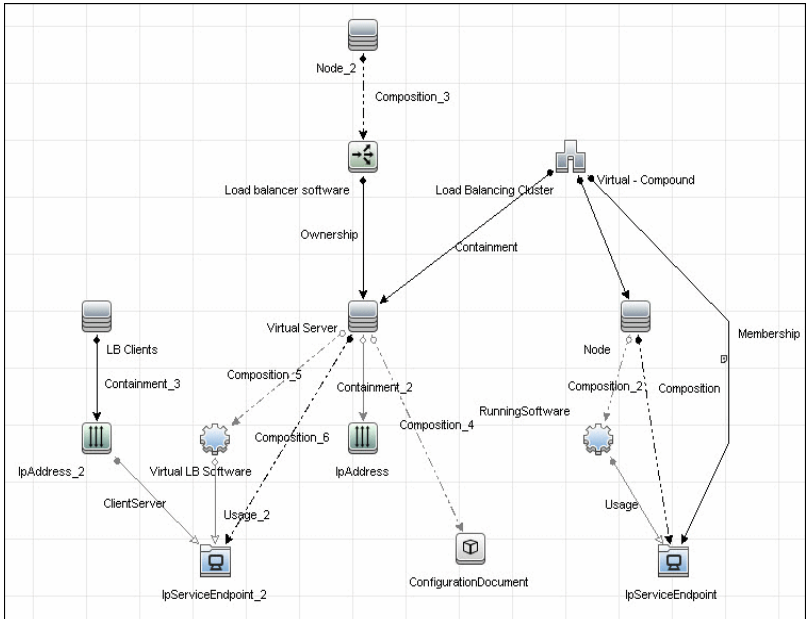 Node_2
Composition_3
Load balancer software
Load Balancing Cluster
Virtual - Compound
Ownership
Containment
Virtual Server
Membership
LB Clients
Node
Containment_3
Composition_5
Containment_2
Composition_2
Composition
Composition_6
Composition_4
RunningSoftware
IpAddress_2
Virtual LB Software
IpAddress
ClientServer
Usage_2
Usage
IpServiceEndpoint_2
ConfigurationDocument
IpServiceEndpoint